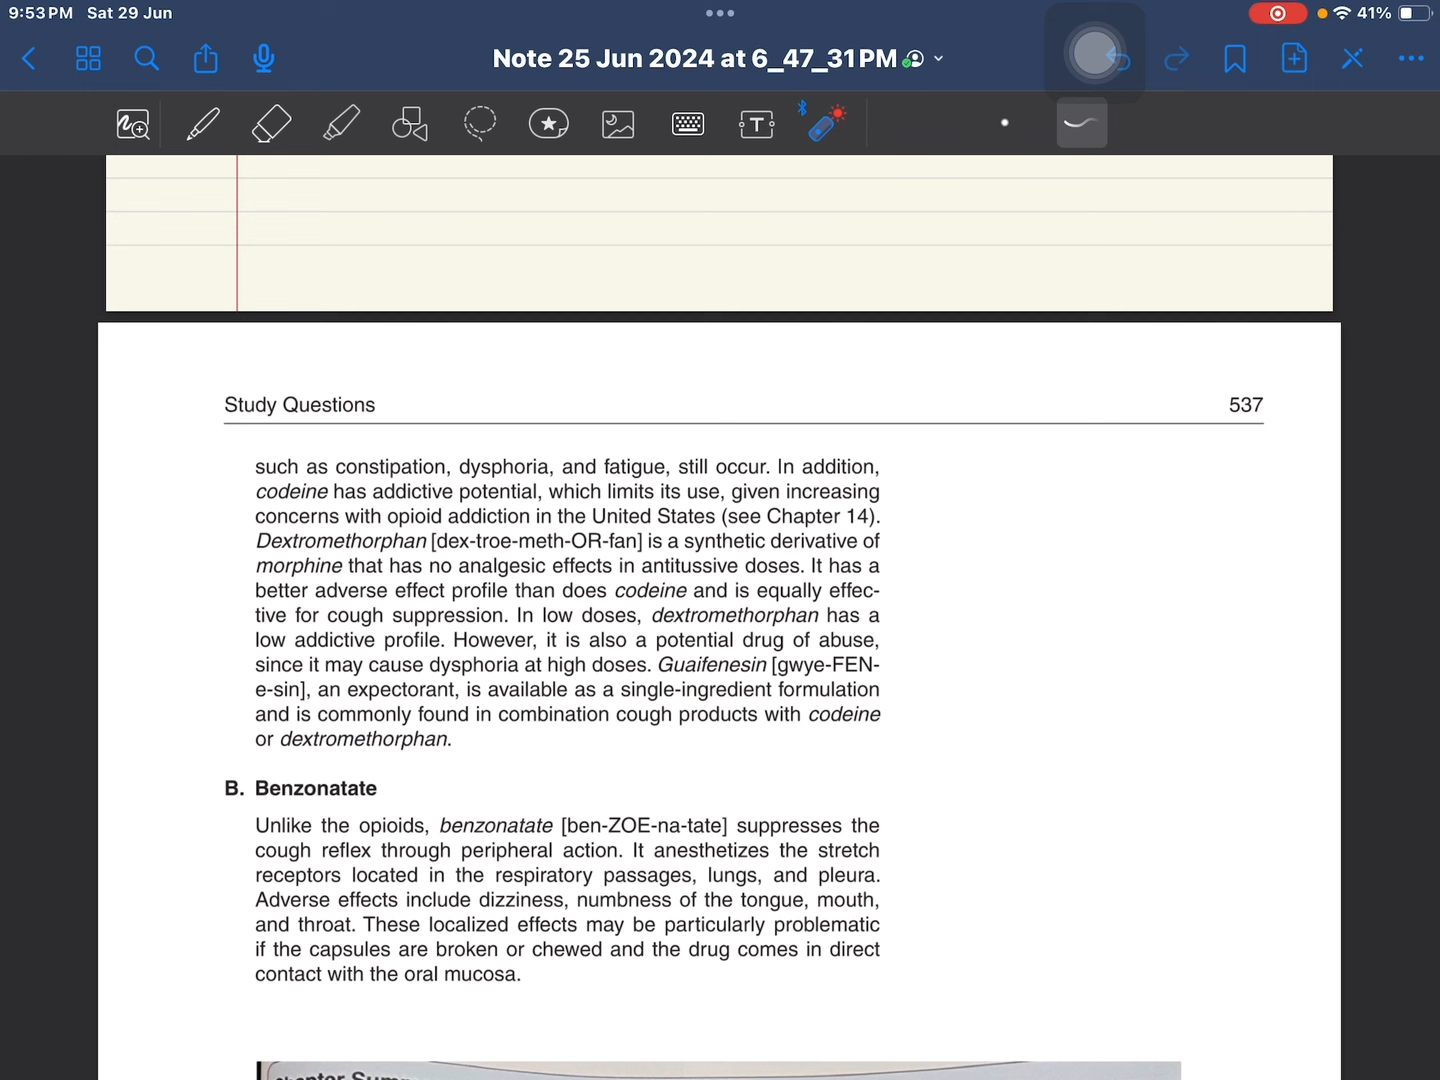 9:53 PM Sat 29 Jun
41%
Note 25 Jun 2024 at 6_47_31 PM
T
Study Questions 537
such as constipation, dysphoria, and fatigue, still occur. In addition,
codeine has addictive potential, which limits its use, given increasing
concerns with opioid addiction in the United States (see Chapter 14).
Dextromethorphan [dex-troe-meth-OR-fan] is a synthetic derivative of
morphine that has no analgesic effects in antitussive doses. It has a
better adverse effect profile than does codeine and is equally effec-
tive for cough suppression. In low doses, dextromethorphan has a
low addictive profile. However, it is also a potential drug of abuse,
since it may cause dysphoria at high doses. Guaifenesin [gwye-FEN-
e-sin], an expectorant, is available as a single-ingredient formulation
and is commonly found in combination cough products with codeine
or dextromethorphan.
B. Benzonatate
Unlike the opioids, benzonatate [ben-ZOE-na-tate] suppresses the
cough reflex through peripheral action. It anesthetizes the stretch
receptors located in the respiratory passages, lungs, and pleura.
Adverse effects include dizziness, numbness of the tongue, mouth,
and throat. These localized effects may be particularly problematic
if the capsules are broken or chewed and the drug comes in direct
contact with the oral mucosa.